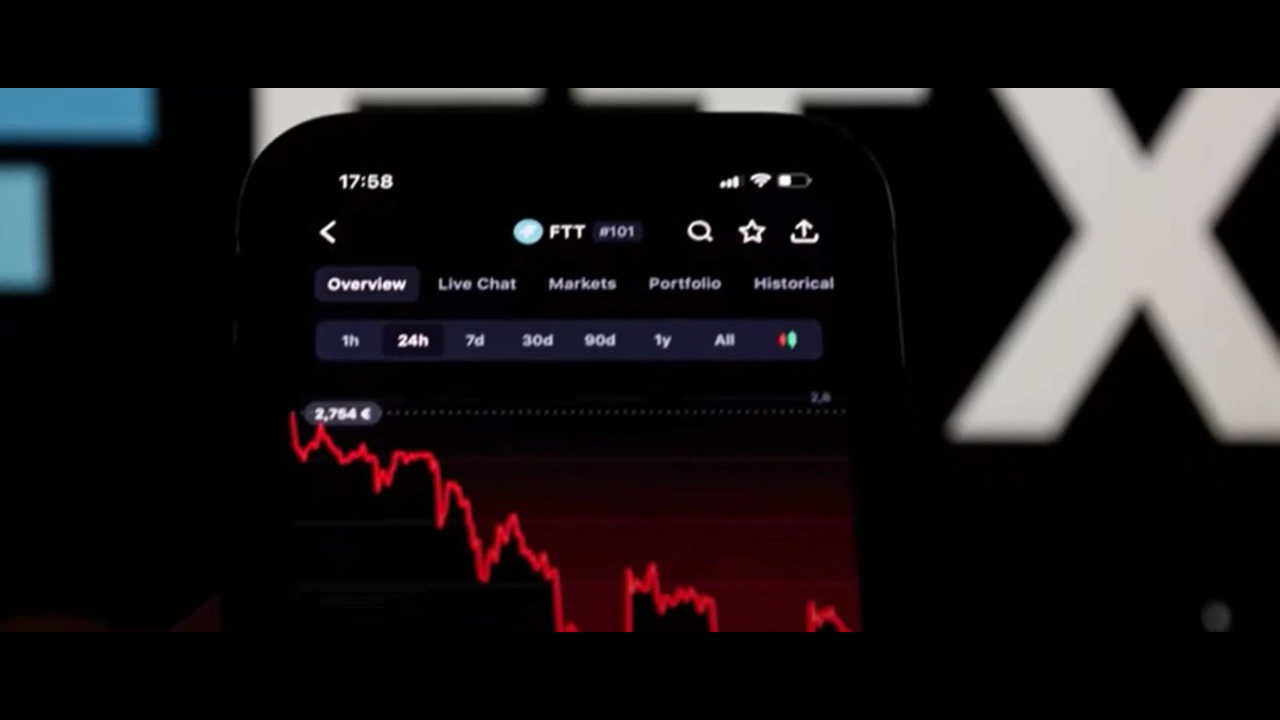 FTX
17:58
FTT #101
Overview Live Chat Markets Portfolio Historical
1h 24h 7d 30d 90d 1y All
2,8
2,754 €